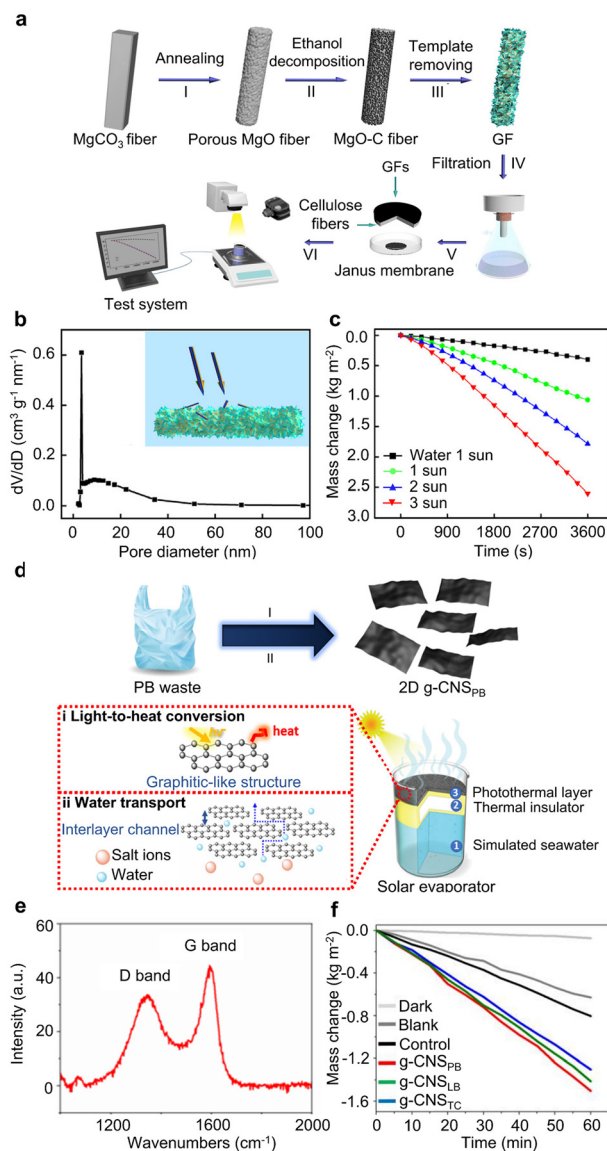 a
Annealing
I
Ethanol
decomposition
II
Template
removing
III
MgCO₃ fiber
Porous MgO fiber
MgO-C fiber
GF
Filtration
IV
GFs
Cellulose
fibers
VI
V
Janus membrane
Test system
b
dV/dD (cm³ g⁻¹ nm⁻¹)
0.6
0.4
0.2
0.0
0 20 40 60 80 100
Pore diameter (nm)
c
Mass change (kg m⁻²)
0.0
0.5
1.0
1.5
2.0
2.5
3.0
Water 1 sun
1 sun
2 sun
3 sun
0 900 1800 2700 3600
Time (s)
d
I
II
PB waste
2D g-CNS_PB
i Light-to-heat conversion
hv
heat
Graphitic-like structure
ii Water transport
Interlayer channel
Salt ions
Water
3
Photothermal layer
2
Thermal insulator
1
Simulated seawater
Solar evaporator
e
Intensity (a.u.)
60
40
20
0
D band
G band
1200 1600 2000
Wavenumbers (cm⁻¹)
f
Mass change (kg m⁻²)
0.0
-0.4
-0.8
-1.2
-1.6
Dark
Blank
Control
g-CNS_PB
g-CNS_LB
g-CNS_TC
0 10 20 30 40 50 60
Time (min)